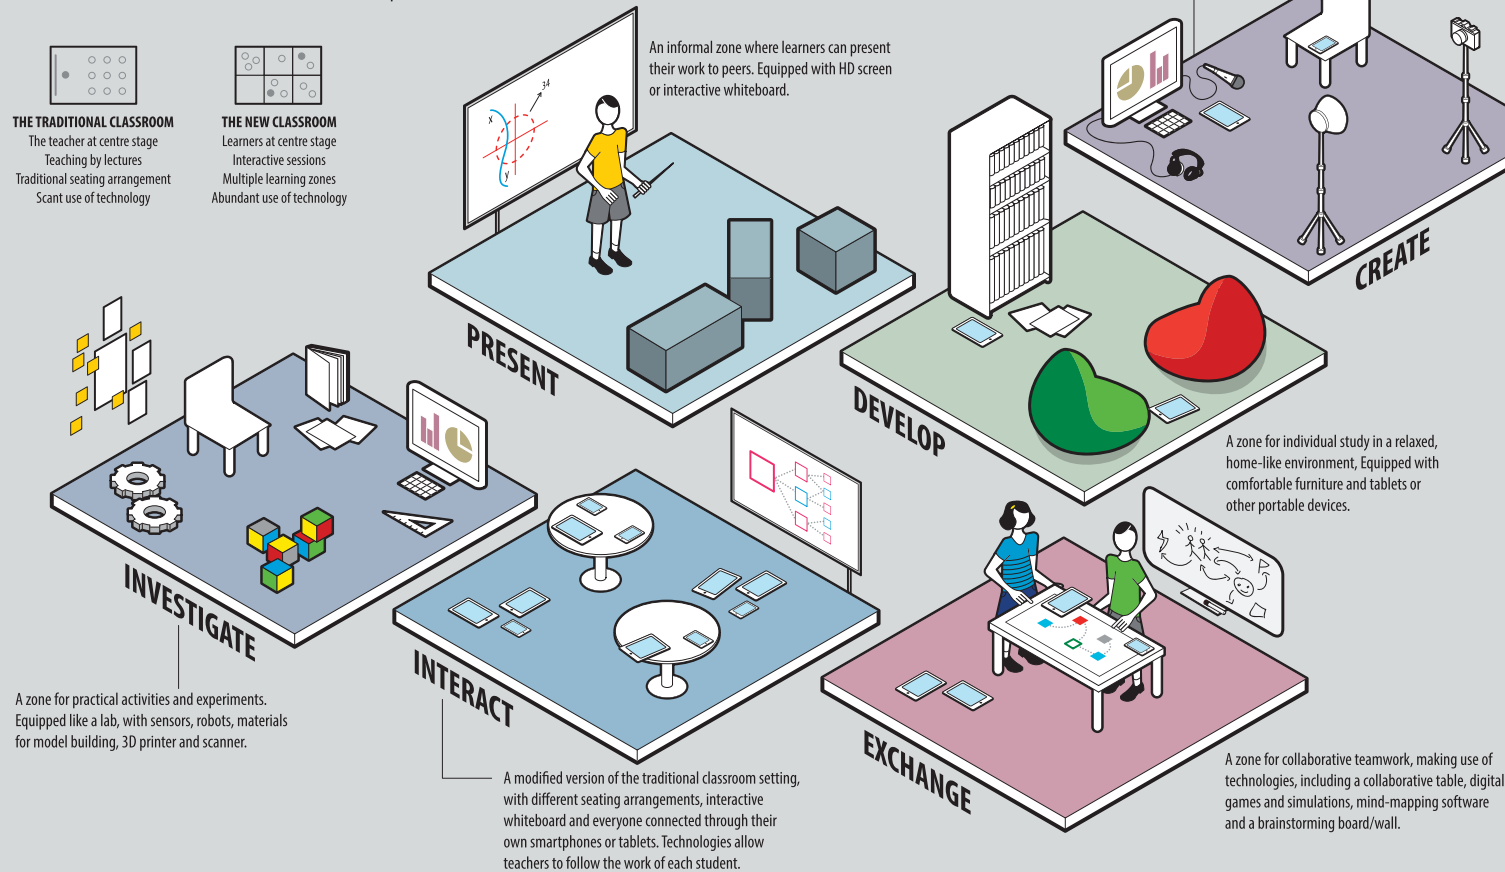 THE TRADITIONAL CLASSROOM
The teacher at centre stage
Teaching by lectures
Traditional seating arrangement
Scant use of technology
THE NEW CLASSROOM
Learners at centre stage
Interactive sessions
Multiple learning zones
Abundant use of technology
An informal zone where learners can present
their work to peers. Equipped with HD screen
or interactive whiteboard.
x
y
34
PRESENT
CREATE
DEVELOP
A zone for individual study in a relaxed,
home-like environment, Equipped with
comfortable furniture and tablets or
other portable devices.
INVESTIGATE
A zone for practical activities and experiments.
Equipped like a lab, with sensors, robots, materials
for model building, 3D printer and scanner.
INTERACT
A modified version of the traditional classroom setting,
with different seating arrangements, interactive
whiteboard and everyone connected through their
own smartphones or tablets. Technologies allow
teachers to follow the work of each student.
EXCHANGE
A zone for collaborative teamwork, making use of
technologies, including a collaborative table, digital
games and simulations, mind-mapping software
and a brainstorming board/wall.